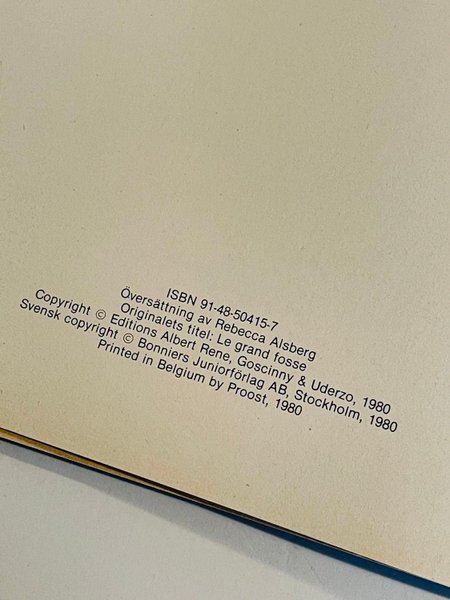 ISBN 91-48-50415-7
Översättning av Rebecca Alsberg
Originalets titel: Le grand fosse
Copyright © Editions Albert Rene, Goscinny & Uderzo, 1980
Svensk copyright © Bonniers Juniorförlag AB, Stockholm, 1980
Printed in Belgium by Proost, 1980